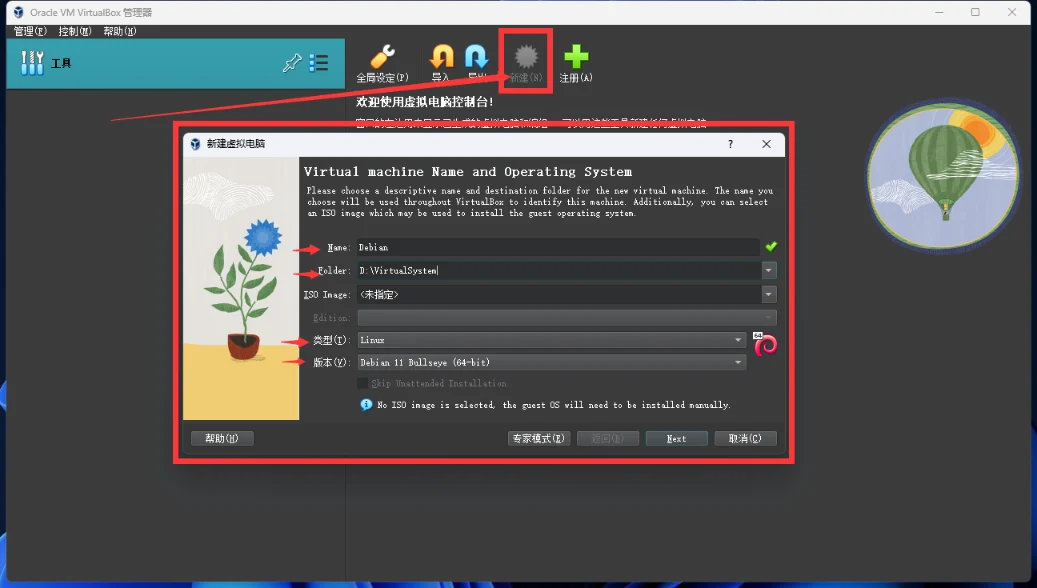 Oracle VM VirtualBox 管理器
管理(F) 控制(M) 帮助(H)
工具
全局设定(P) 导入 导出 新建(N) 注册(A)
欢迎使用虚拟电脑控制台!
新建虚拟电脑
?
Virtual machine Name and Operating System
Please choose a descriptive name and destination folder for the new virtual machine. The name you
choose will be used throughout VirtualBox to identify this machine. Additionally, you can select
an ISO image which may be used to install the guest operating system.
Name: Debian
Folder: D:\VirtualSystem
ISO Image: <未指定>
Edition:
类型(T): Linux
64
版本(V): Debian 11 Bullseye (64-bit)
Skip Unattended Installation
No ISO image is selected, the guest OS will need to be installed manually.
帮助(H) 专家模式(E) 返回(B) Next 取消(C)